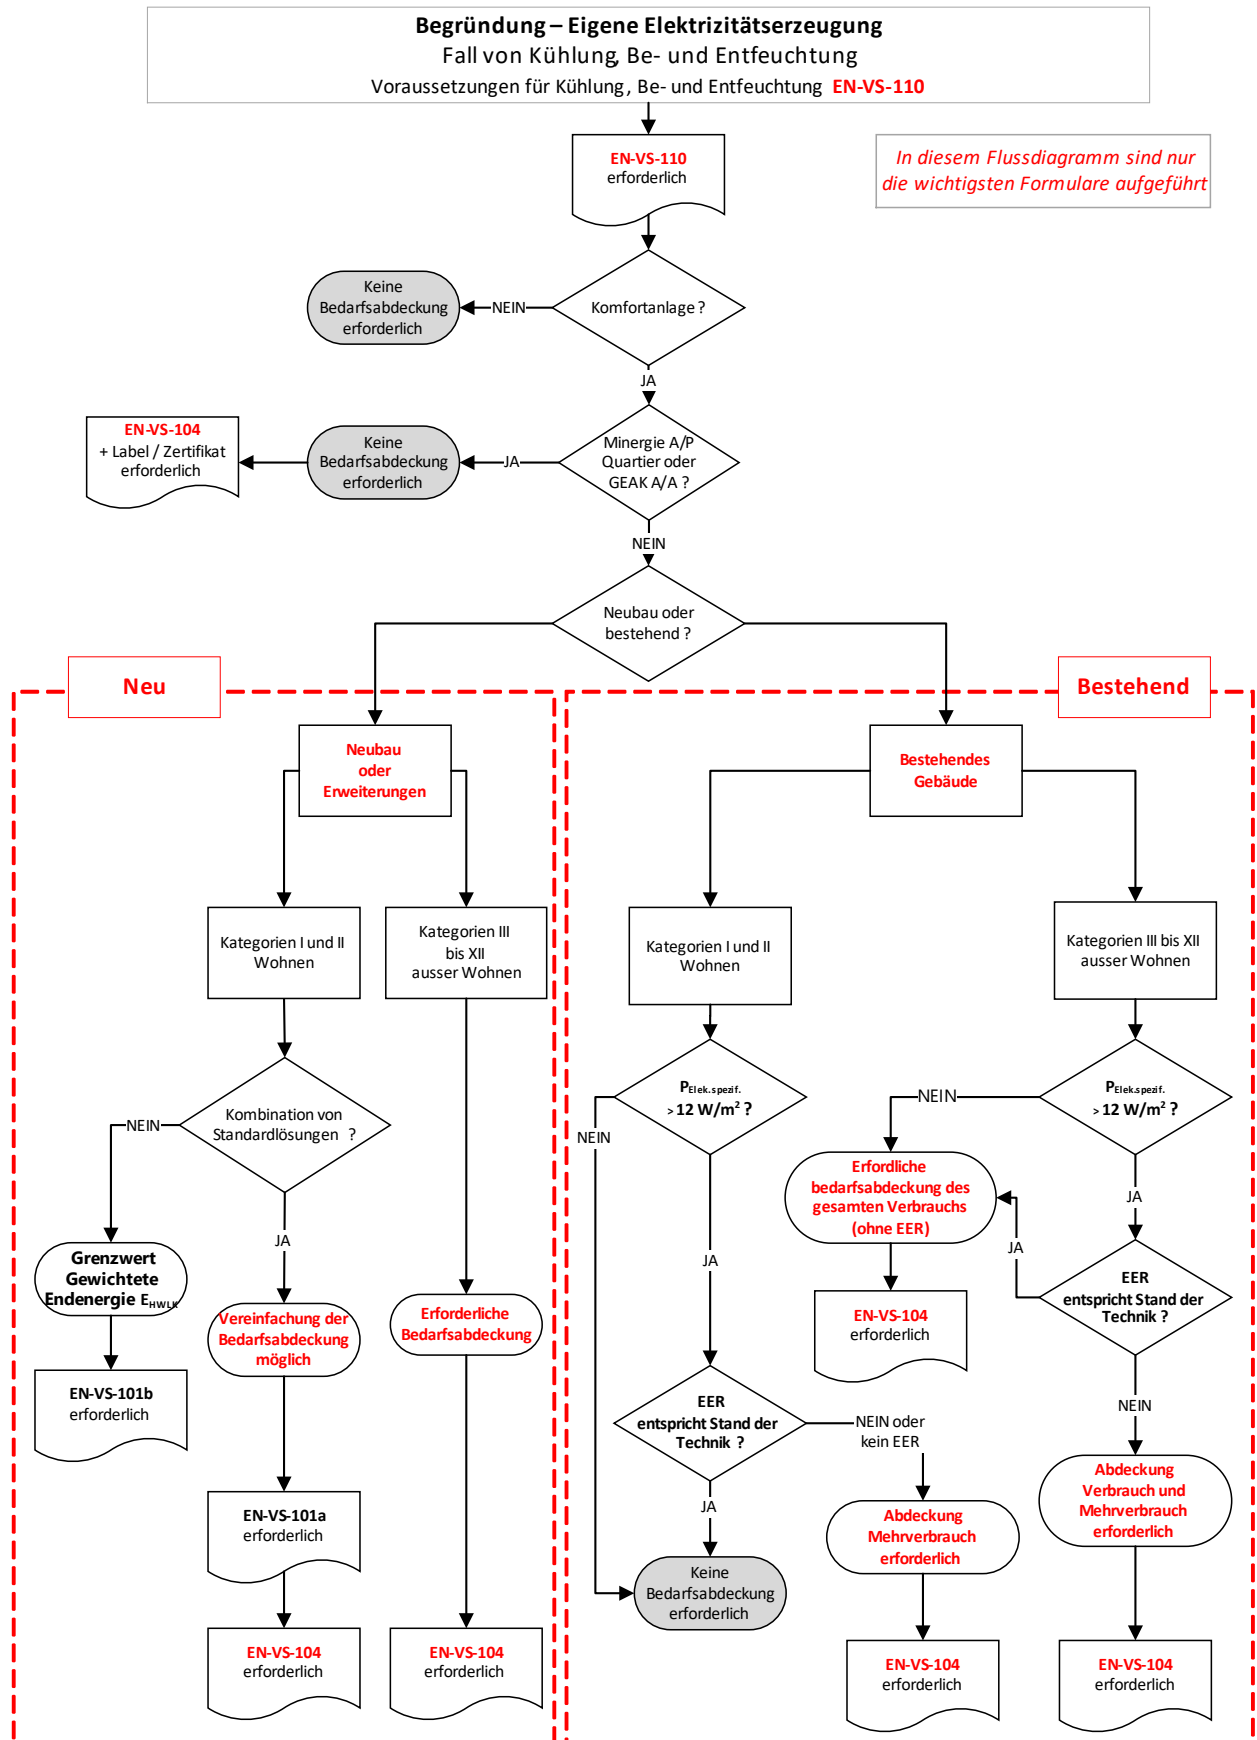 Begründung – Eigene Elektrizitätserzeugung
Fall von Kühlung, Be- und Entfeuchtung
Voraussetzungen für Kühlung, Be- und Entfeuchtung EN-VS-110
EN-VS-110
erforderlich
In diesem Flussdiagramm sind nur
die wichtigsten Formulare aufgeführt
Komfortanlage ?
NEIN
Keine
Bedarfsabdeckung
erforderlich
JA
Minergie A/P
Quartier oder
GEAK A/A ?
JA
Keine
Bedarfsabdeckung
erforderlich
EN-VS-104
+ Label / Zertifikat
erforderlich
NEIN
Neubau oder
bestehend ?
Neu
Neubau
oder
Erweiterungen
Kategorien I und II
Wohnen
Kategorien III
bis XII
ausser Wohnen
Kombination von
Standardlösungen ?
NEIN
Grenzwert
Gewichtete
Endenergie EHWLK
EN-VS-101b
erforderlich
JA
Vereinfachung der
Bedarfsabdeckung
möglich
EN-VS-101a
erforderlich
EN-VS-104
erforderlich
Erforderliche
Bedarfsabdeckung
EN-VS-104
erforderlich
Bestehend
Bestehendes
Gebäude
Kategorien I und II
Wohnen
Kategorien III bis XII
ausser Wohnen
PElek.spezif.
> 12 W/m² ?
NEIN
JA
EER
entspricht Stand der
Technik ?
JA
Keine
Bedarfsabdeckung
erforderlich
NEIN oder
kein EER
Abdeckung
Mehrverbrauch
erforderlich
EN-VS-104
erforderlich
PElek.spezif.
> 12 W/m² ?
NEIN
Erfordliche
bedarfsabdeckung des
gesamten Verbrauchs
(ohne EER)
EN-VS-104
erforderlich
JA
EER
entspricht Stand der
Technik ?
JA
NEIN
Abdeckung
Verbrauch und
Mehrverbrauch
erforderlich
EN-VS-104
erforderlich